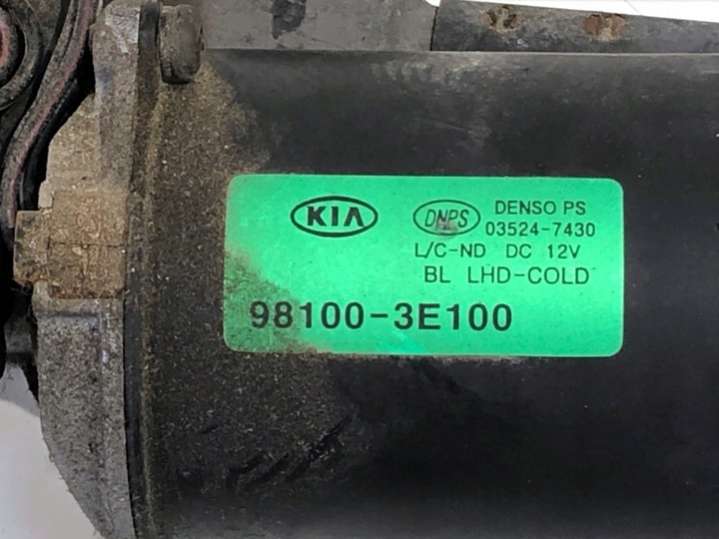 KIA
DNPS DENSO PS
03524-7430
L/C-ND DC 12V
BL LHD-COLD
98100-3E100